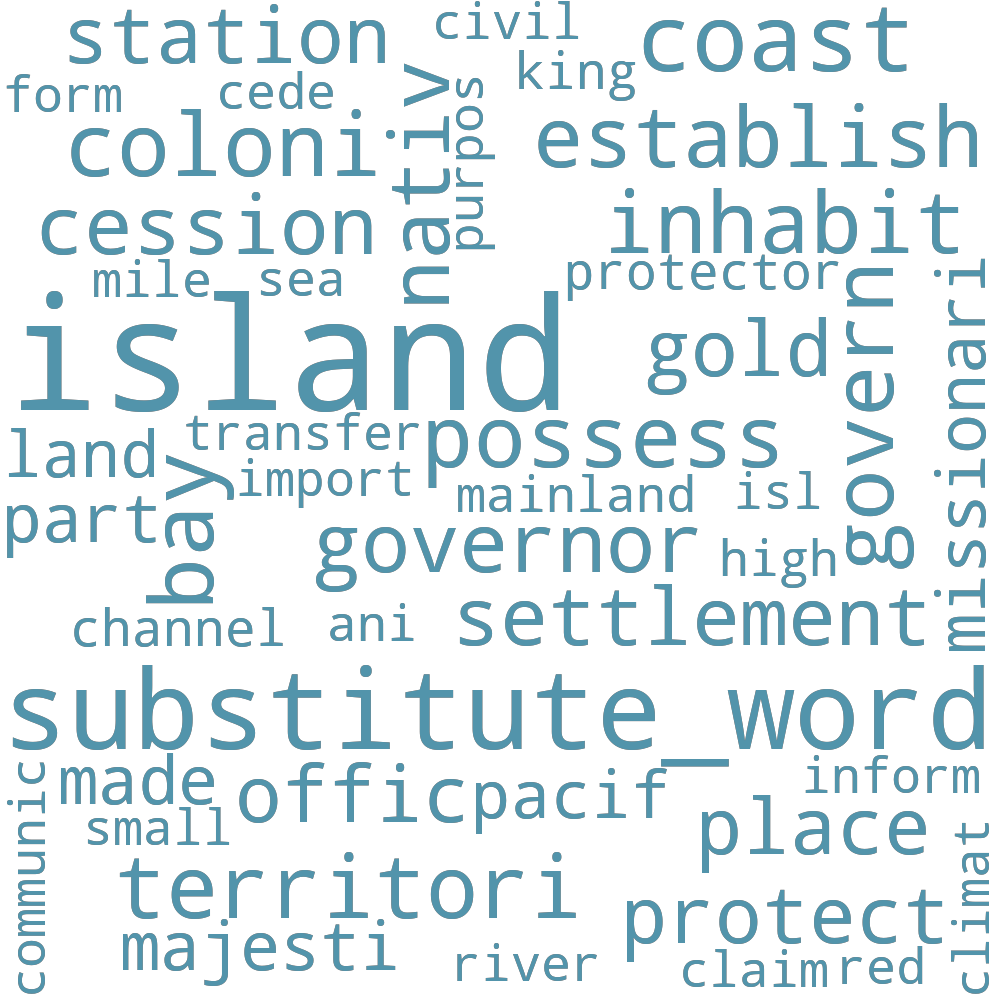 station
civil
coast
king
form
cede
nativ
purpos
coloni
establish
cession
inhabit
mile
sea
protector
govern
missionari
island
gold
land
transfer
possess
bay
import
mainland
isl
part
governor
high
channel
ani
settlement
substitute_word
made
offic
pacif
inform
communic
small
place
climat
territori
protect
majesti
river
claim
red